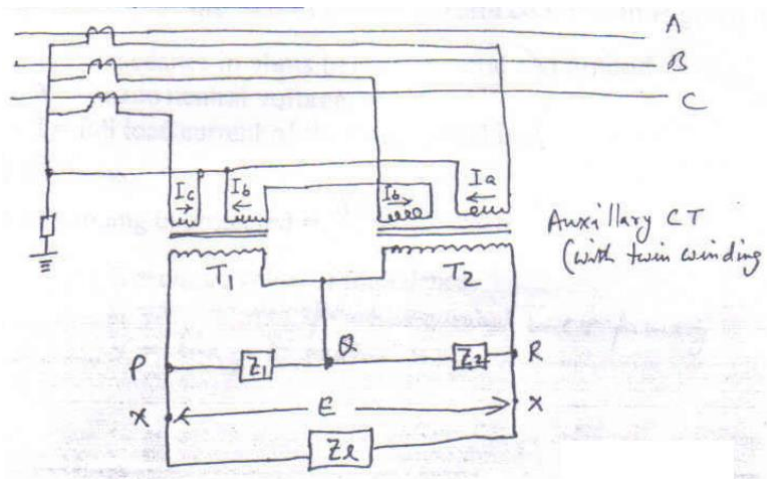 A
B
C
Ic
Ib
Ib
Ia
Auxillary CT
(with twin winding
T1
T2
P
Z1
Q
Z2
R
X
E
X
Zl